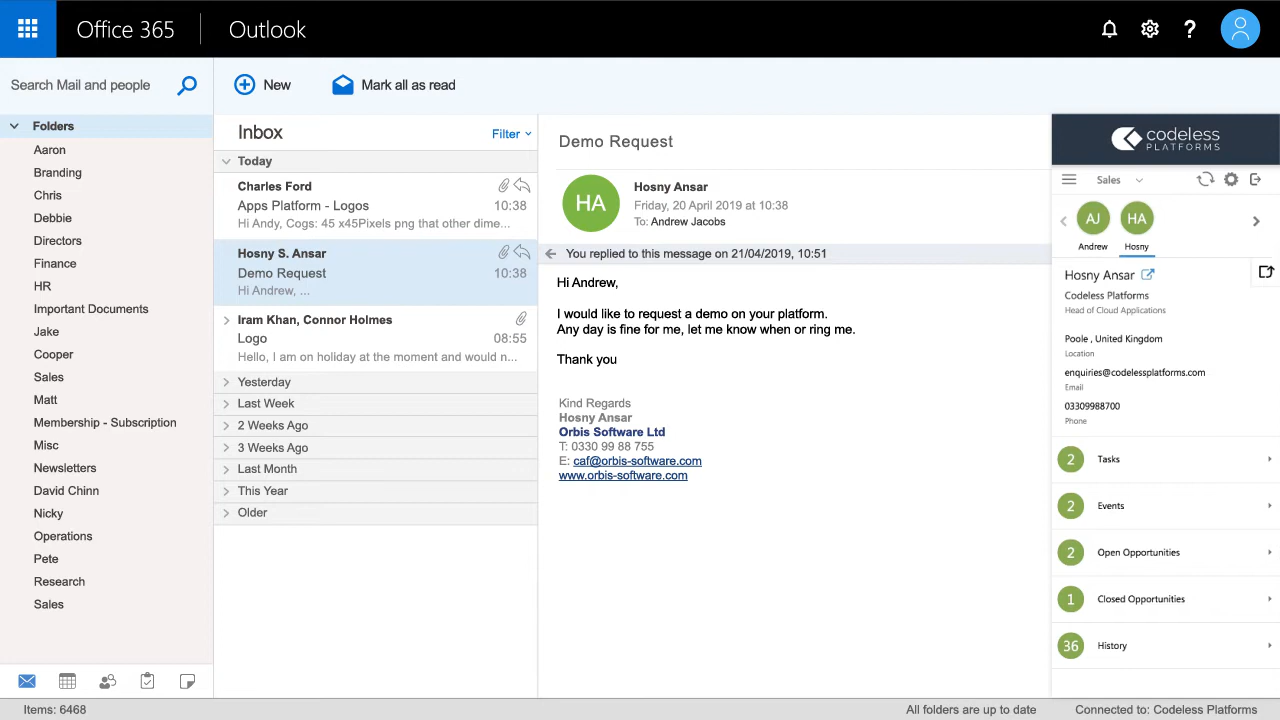 Office 365
Outlook
Search Mail and people
New
Mark all as read
Folders
Aaron
Branding
Chris
Debbie
Directors
Finance
HR
Important Documents
Jake
Cooper
Sales
Matt
Membership - Subscription
Misc
Newsletters
David Chinn
Nicky
Operations
Pete
Research
Sales
Inbox
Filter
Today
Charles Ford
Apps Platform - Logos 10:38
Hi Andy, Cogs: 45 x45Pixels png that other dime...
Hosny S. Ansar
Demo Request 10:38
Hi Andrew, ...
Iram Khan, Connor Holmes
Logo 08:55
Hello, I am on holiday at the moment and would n...
Yesterday
Last Week
2 Weeks Ago
3 Weeks Ago
Last Month
This Year
Older
Demo Request
HA
Hosny Ansar
Friday, 20 April 2019 at 10:38
To: Andrew Jacobs
You replied to this message on 21/04/2019, 10:51
Hi Andrew,
I would like to request a demo on your platform.
Any day is fine for me, let me know when or ring me.
Thank you
Kind Regards
Hosny Ansar
Orbis Software Ltd
T: 0330 99 88 755
E: caf@orbis-software.com
www.orbis-software.com
codeless
PLATFORMS
Sales
AJ HA
Andrew Hosny
Hosny Ansar
Codeless Platforms
Head of Cloud Applications
Poole , United Kingdom
Location
enquiries@codelessplatforms.com
Email
03309988700
Phone
2 Tasks
2 Events
2 Open Opportunities
1 Closed Opportunities
36 History
Items: 6468
All folders are up to date
Connected to: Codeless Platforms